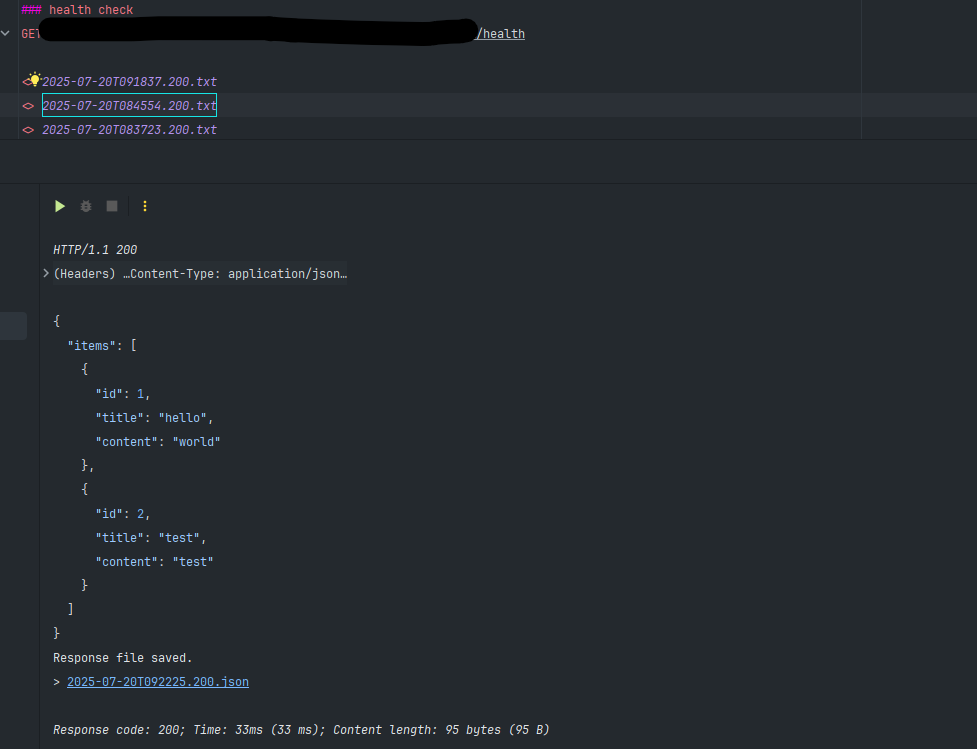 ### health check
GET /health
<> 2025-07-20T091837.200.txt
<> 2025-07-20T084554.200.txt
<> 2025-07-20T083723.200.txt
HTTP/1.1 200
(Headers) …Content-Type: application/json…
{
"items": [
{
"id": 1,
"title": "hello",
"content": "world"
},
{
"id": 2,
"title": "test",
"content": "test"
}
]
}
Response file saved.
> 2025-07-20T092225.200.json
Response code: 200; Time: 33ms (33 ms); Content length: 95 bytes (95 B)